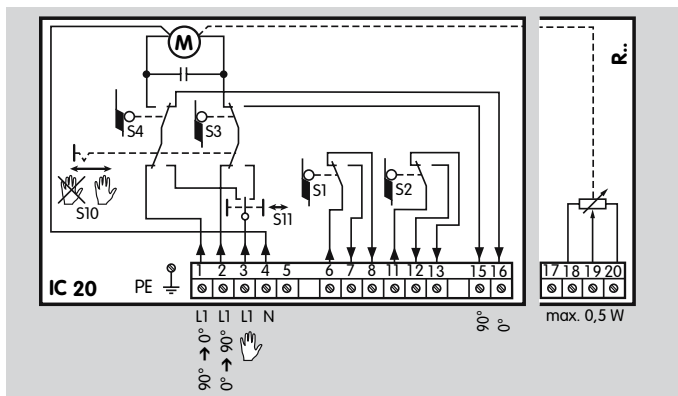 M
R..
S4
S3
S1
S2
S10
S11
IC 20
PE
1 2 3 4 5 6 7 8 11 12 13 15 16
17 18 19 20
L1 L1 L1 N
90° → 0°
0° → 90°
90°
0°
max. 0,5 W